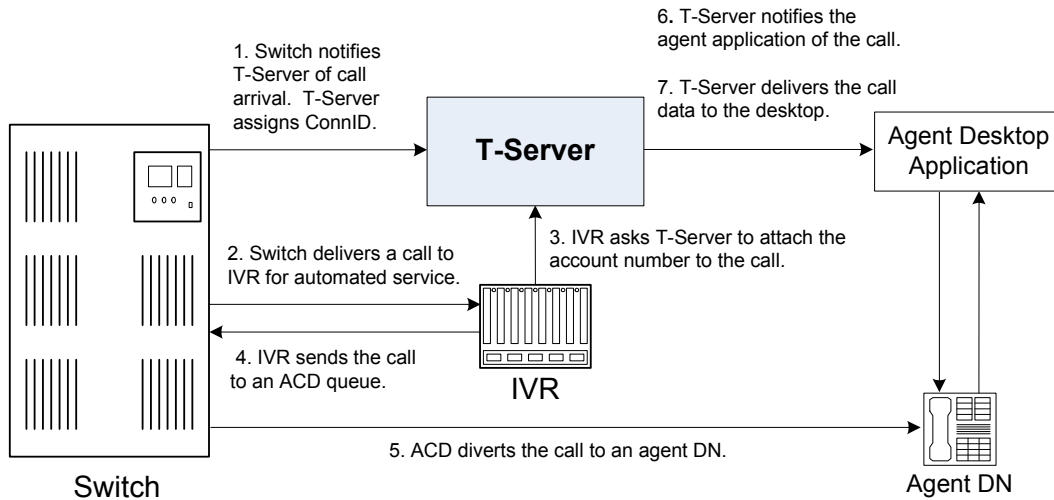 1. Switch notifies
T-Server of call
arrival. T-Server
assigns ConnID.
6. T-Server notifies the
agent application of the call.
7. T-Server delivers the call
data to the desktop.
T-Server
Agent Desktop
Application
2. Switch delivers a call to
IVR for automated service.
3. IVR asks T-Server to attach the
account number to the call.
4. IVR sends the call
to an ACD queue.
IVR
5. ACD diverts the call to an agent DN.
Switch
Agent DN